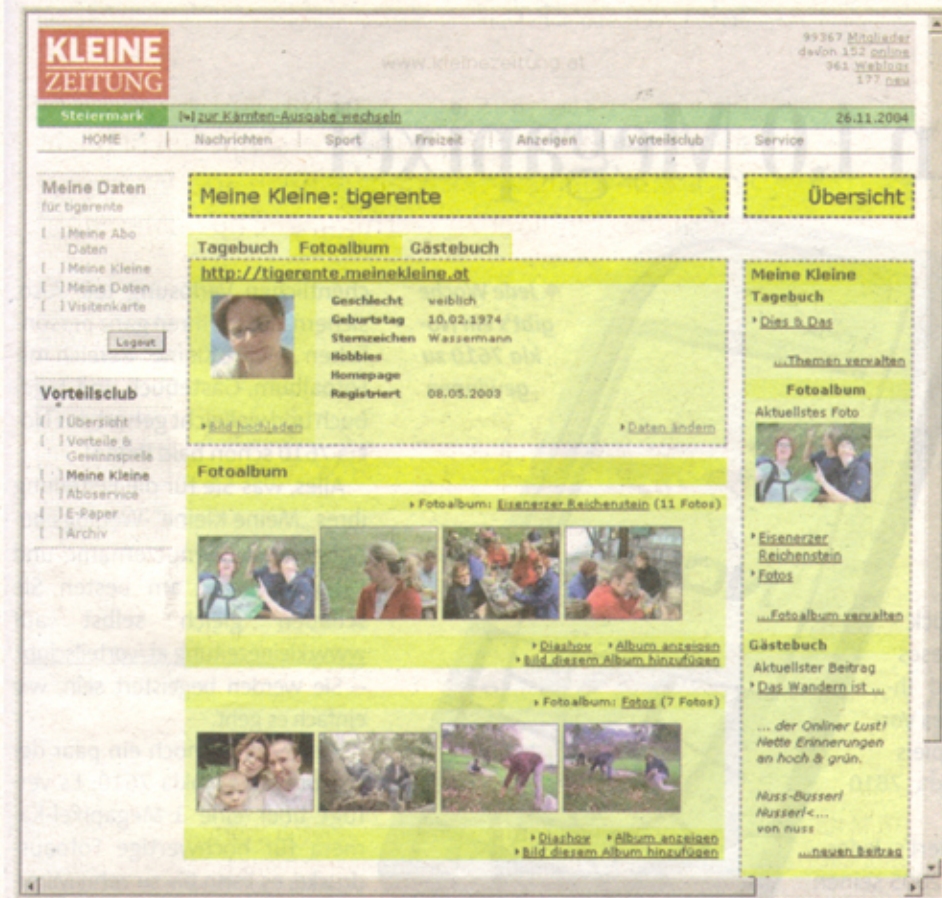 KLEINE
ZEITUNG
99367 Mitglieder
davon 152 online
361 Weblogs
177 neu
www.kleinezeitung.at
Steiermark
[»] zur Kärnten-Ausgabe wechseln
26.11.2004
HOME
Nachrichten
Sport
Freizeit
Anzeigen
Vorteilsclub
Service
Meine Daten
für tigerente
[ ] Meine Abo
Daten
[ ] Meine Kleine
[ ] Meine Daten
[ ] Visitenkarte
Logout
Vorteilsclub
[ ] Übersicht
[ ] Vorteile &
Gewinnspiele
[·] Meine Kleine
[ ] Aboservice
[ ] E-Paper
[ ] Archiv
Meine Kleine: tigerente
Tagebuch Fotoalbum Gästebuch
http://tigerente.meinekleine.at
Geschlecht weiblich
Geburtstag 10.02.1974
Sternzeichen Wassermann
Hobbies
Homepage
Registriert 08.05.2003
Bild hochladen
Daten ändern
Fotoalbum
Fotoalbum: Eisenerzer Reichenstein (11 Fotos)
Diashow Album anzeigen
Bild diesem Album hinzufügen
Fotoalbum: Fotos (7 Fotos)
Diashow Album anzeigen
Bild diesem Album hinzufügen
Übersicht
Meine Kleine
Tagebuch
Dies & Das
...Themen verwalten
Fotoalbum
Aktuellstes Foto
Eisenerzer
Reichenstein
Fotos
...Fotoalbum verwalten
Gästebuch
Aktuellster Beitrag
Das Wandern ist ...
... der Onliner Lust!
Nette Erinnerungen
an hoch & grün.
Nuss-Busserl
Nusserl<...
von nuss
...neuen Beitrag